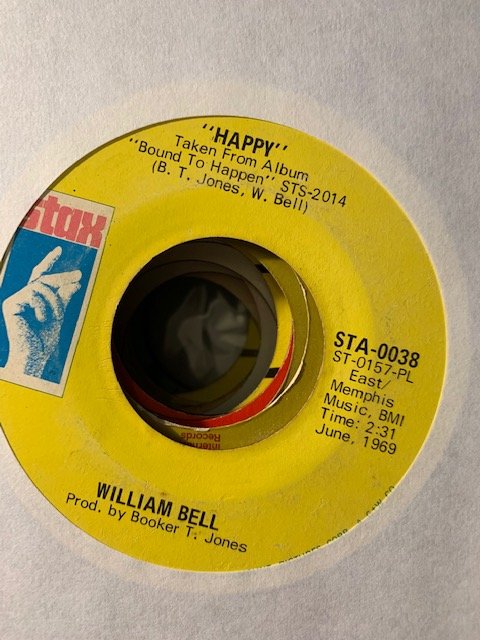 "HAPPY"
Taken From Album
"Bound To Happen" STS-2014
(B. T. Jones, W. Bell)
stax
STA-0038
ST-0157-PL
East/
Memphis
Music, BMI
Time: 2:31
June, 1969
Records
WILLIAM BELL
Prod. by Booker T. Jones